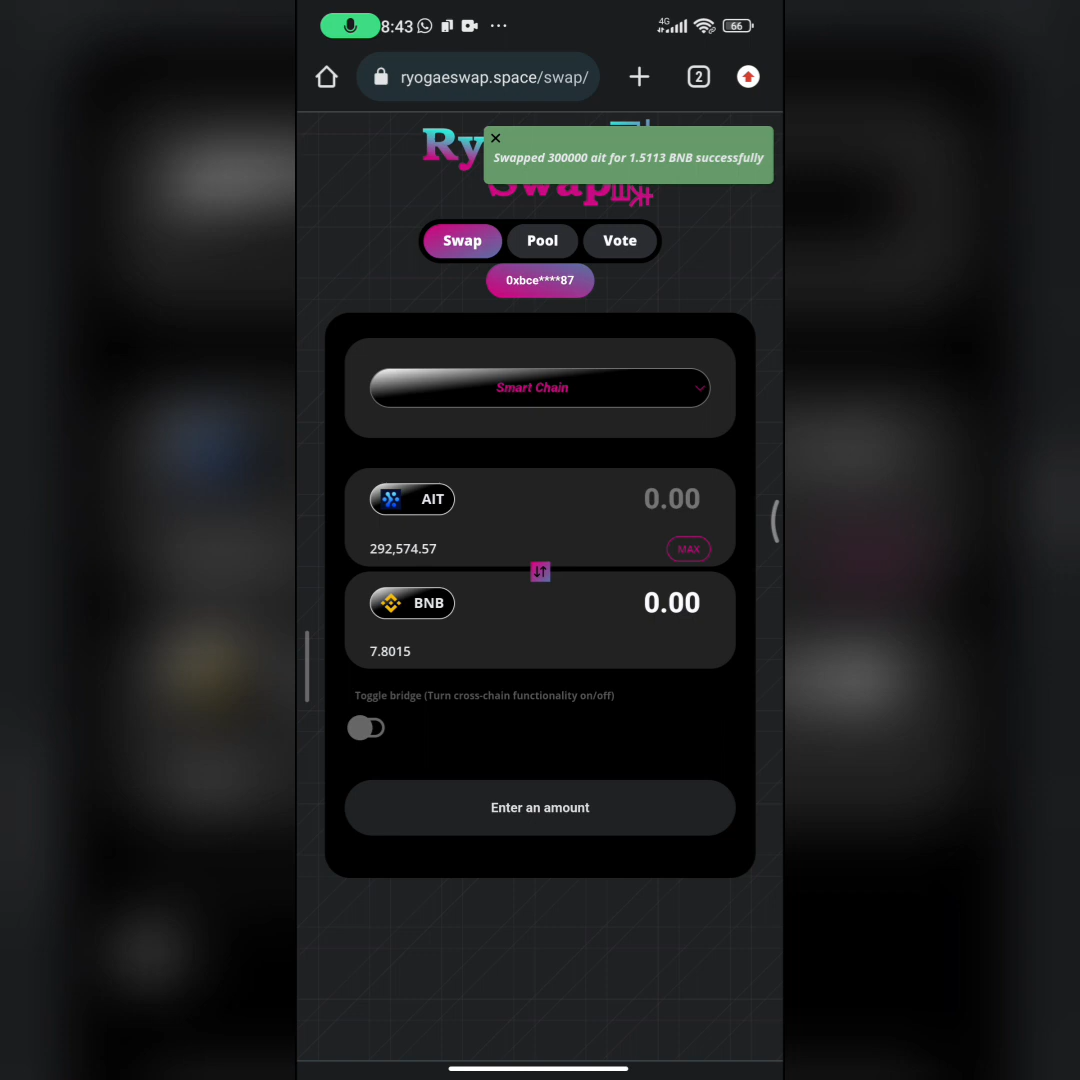 8:43
4G
66
ryogaeswap.space/swap/
2
Ry
Swapped 300000 ait for 1.5113 BNB successfully
Swap
Swap
Pool
Vote
0xbce****87
Smart Chain
AIT
0.00
292,574.57
MAX
BNB
0.00
7.8015
Toggle bridge (Turn cross-chain functionality on/off)
Enter an amount